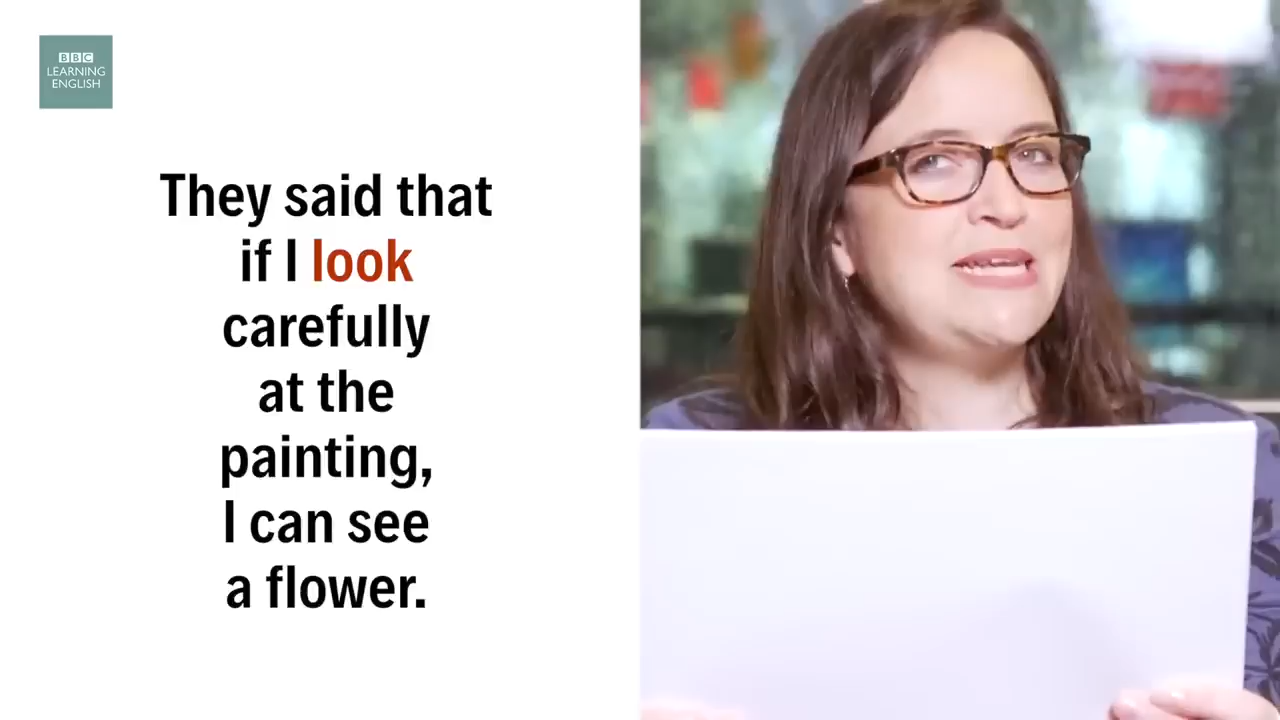 BBC
LEARNING
ENGLISH
They said that
if I look
carefully
at the
painting,
I can see
a flower.